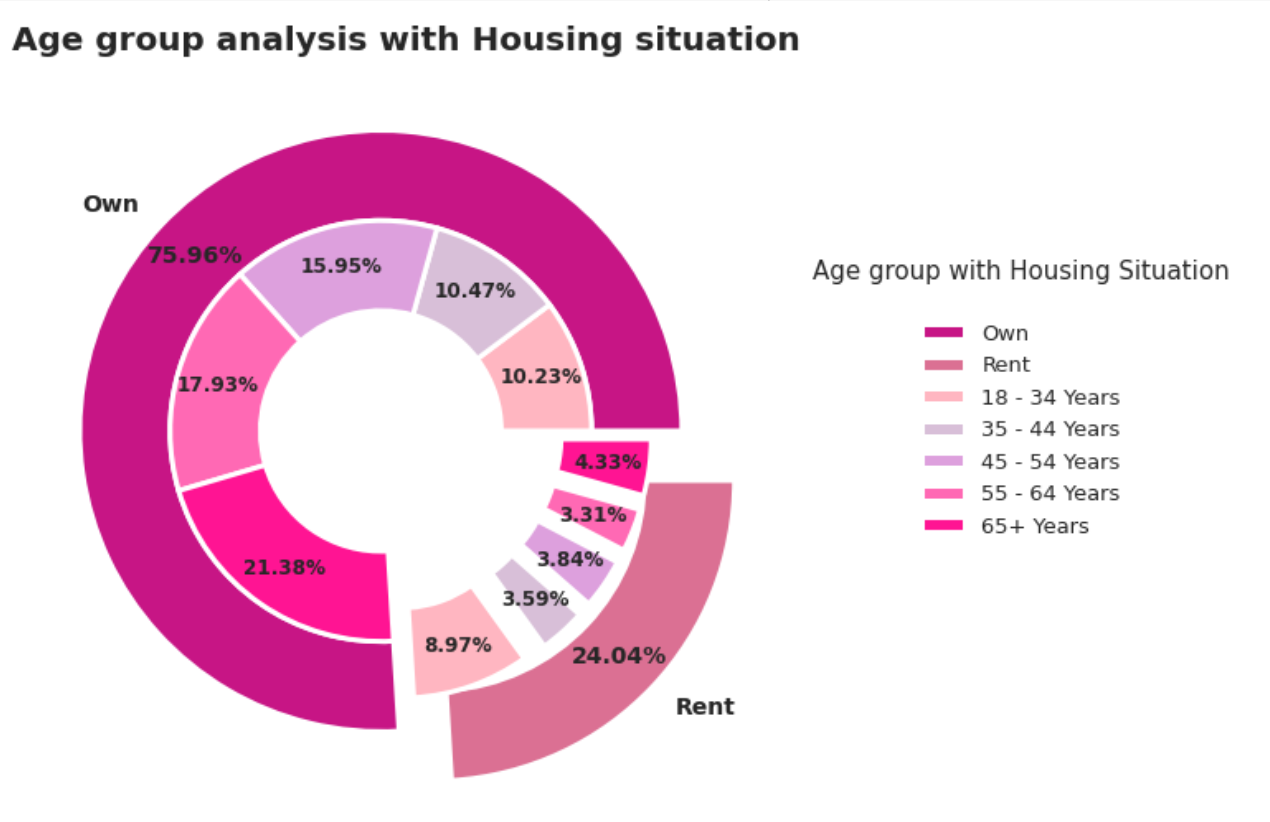 Age group analysis with Housing situation
Own
75.96%
15.95%
10.47%
17.93%
10.23%
21.38%
4.33%
3.31%
3.84%
3.59%
8.97%
24.04%
Rent
Age group with Housing Situation
Own
Rent
18 - 34 Years
35 - 44 Years
45 - 54 Years
55 - 64 Years
65+ Years